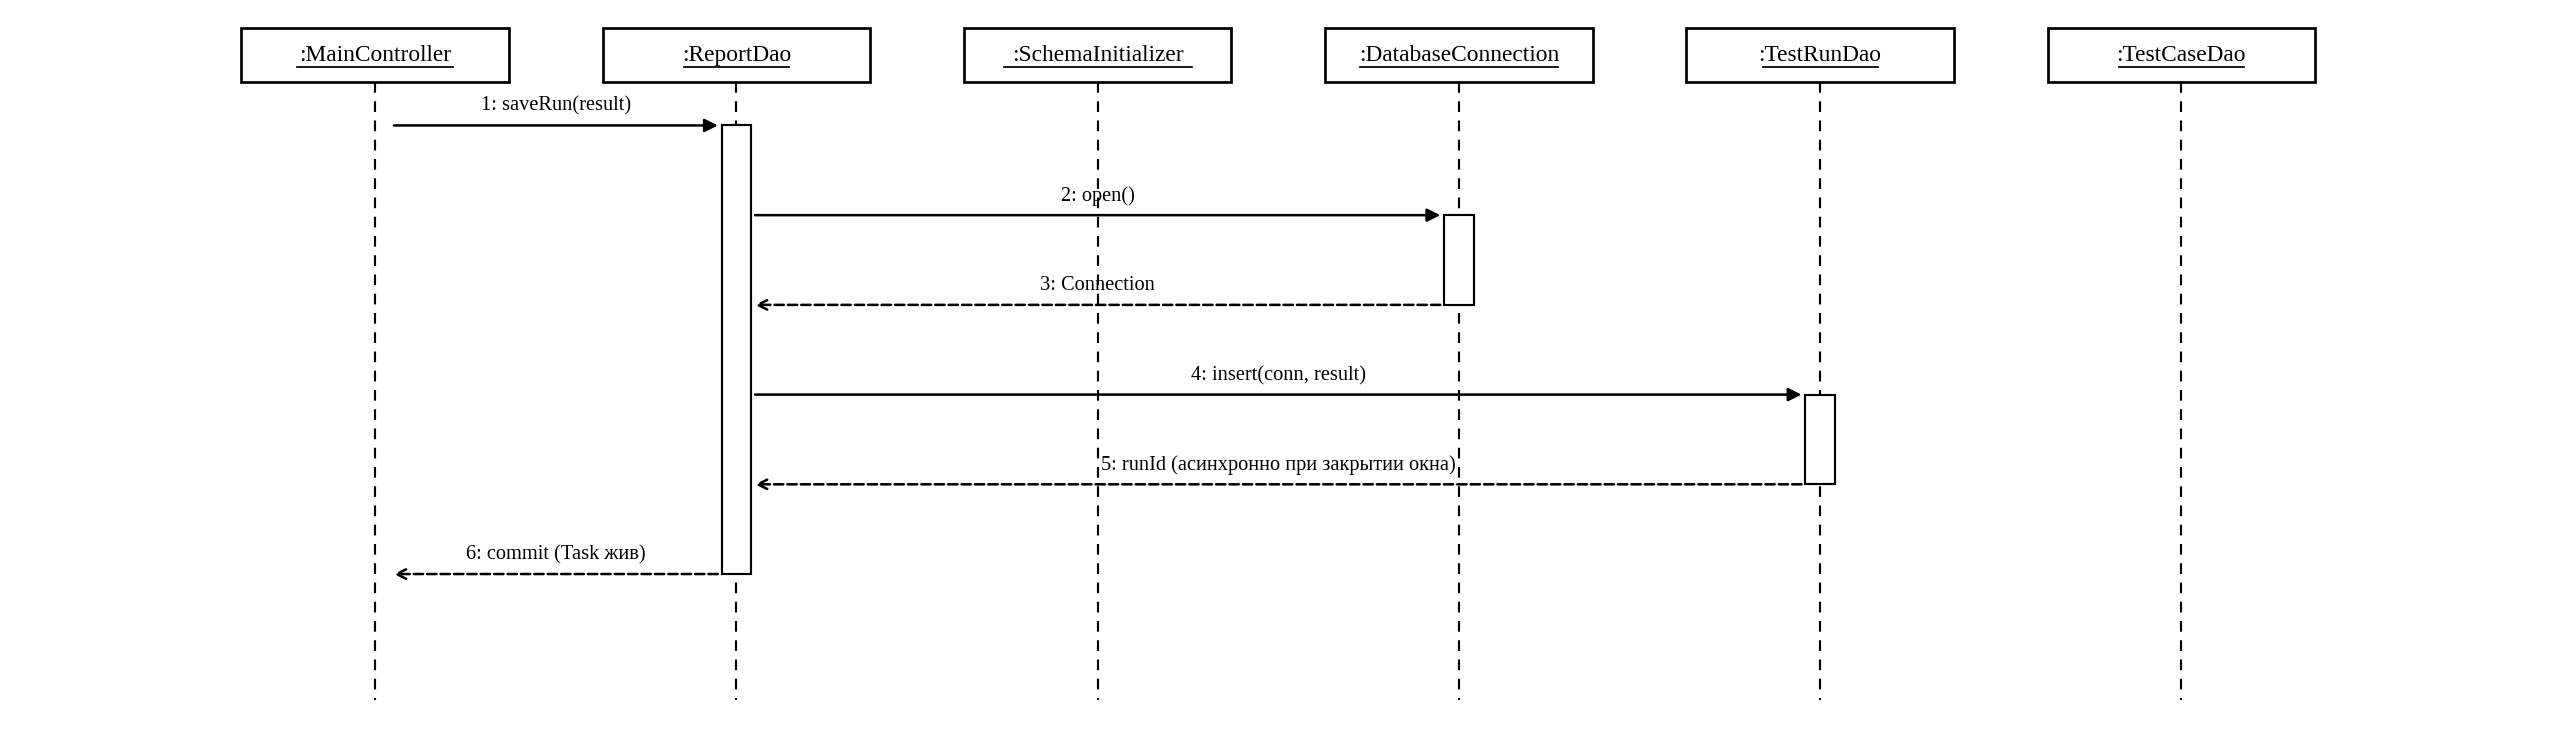 :MainController
:ReportDao
:SchemaInitializer
:DatabaseConnection
:TestRunDao
:TestCaseDao
1: saveRun(result)
2: open()
3: Connection
4: insert(conn, result)
5: runId (асинхронно при закрытии окна)
6: commit (Task жив)